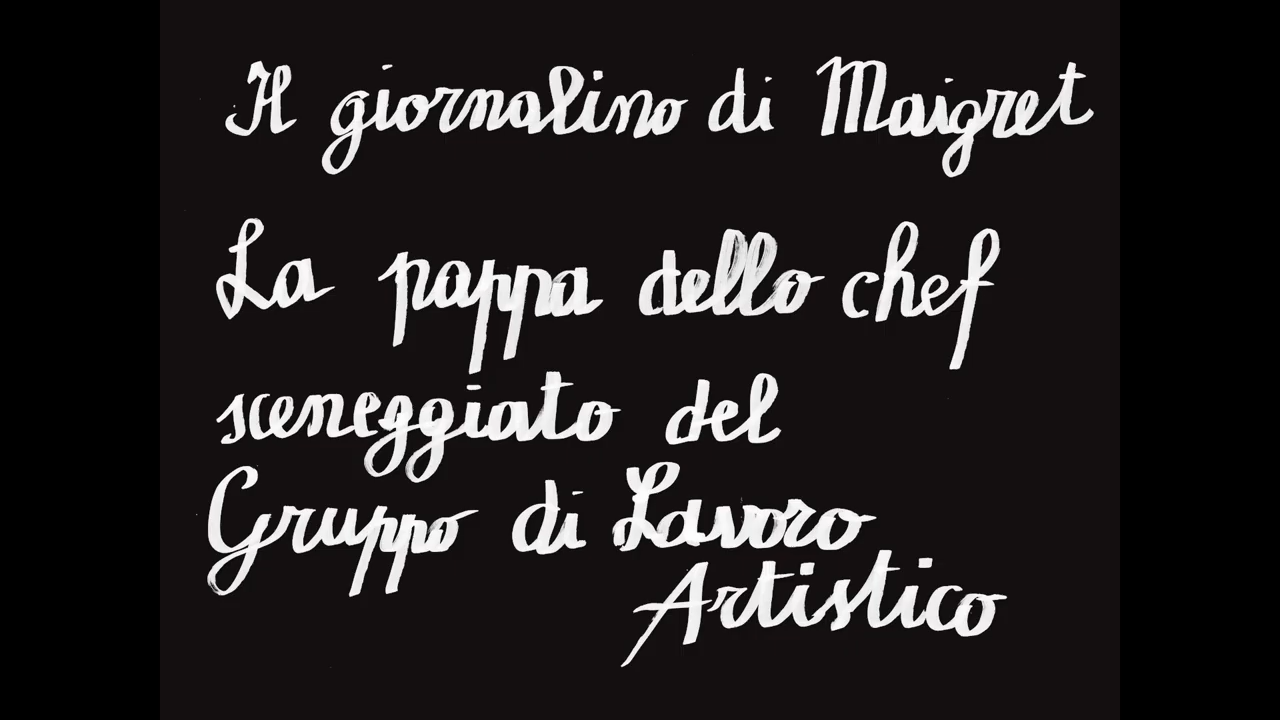 Il giornalino di Maigret
La pappa dello chef
sceneggiato del
Gruppo di Lavoro
Artistico